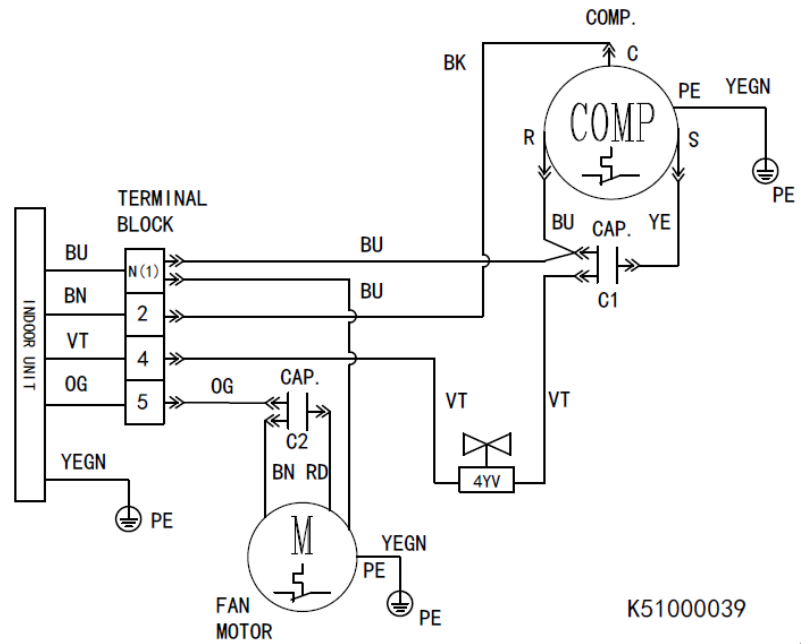 COMP.
BK
C
PE
YEGN
COMP
R
S
PE
TERMINAL
BLOCK
BU
CAP.
YE
BU
BU
N(1)
BN
BU
C1
2
VT
4
OG
OG
CAP.
VT
VT
5
C2
INDOOR UNIT
YEGN
BN RD
4YV
PE
M
YEGN
PE
FAN
MOTOR
PE
K51000039